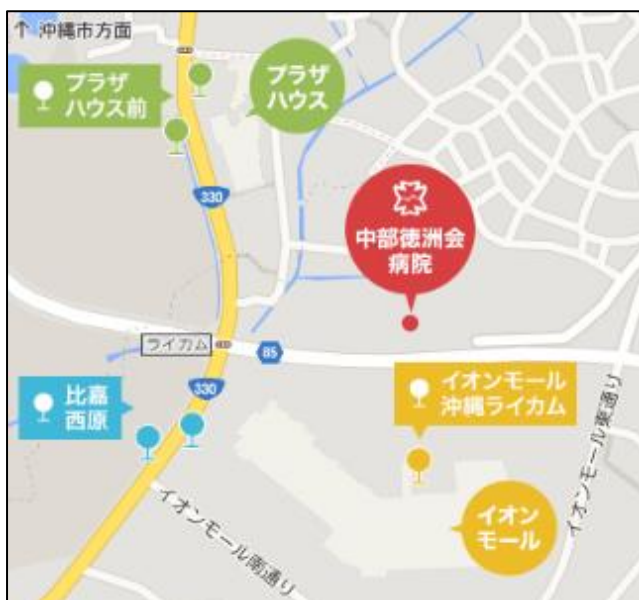 ↑ 沖縄市方面
プラザ
ハウス前
プラザ
ハウス
330
中部徳洲会
病院
ライカム
85
330
比嘉
西原
イオンモール
沖縄ライカム
イオンモール東通り
イオン
モール
イオンモール南通り